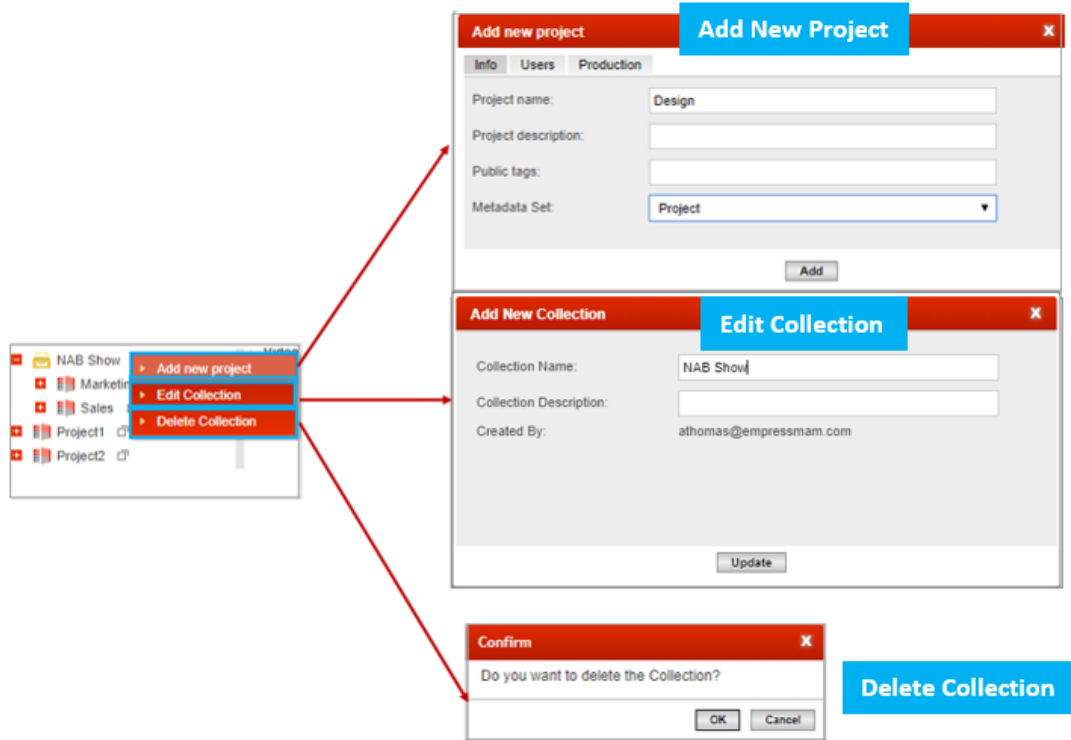 Add new project
Add New Project
x
Info Users Production
Project name:
Design
Project description:
Public tags:
Metadata Set:
Project
Add
Add New Collection
Edit Collection
x
Collection Name:
NAB Show
Collection Description:
Created By:
athomas@empressmam.com
Update
NAB Show
Marketin
Sales
Project1
Project2
Add new project
Edit Collection
Delete Collection
Confirm
x
Do you want to delete the Collection?
OK Cancel
Delete Collection